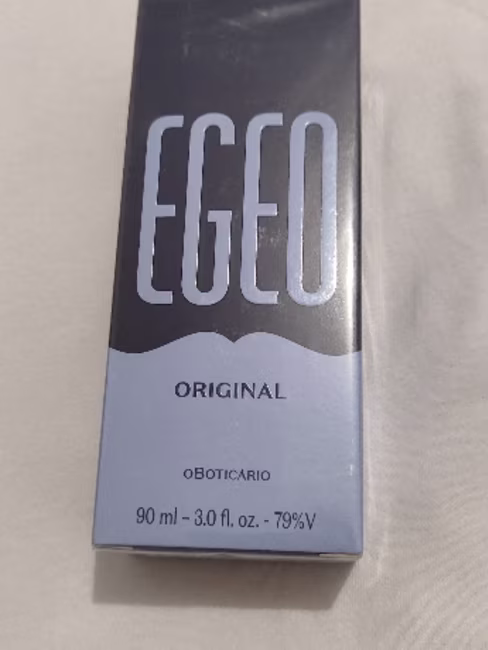 EGEO
ORIGINAL
oBOTICÁRIO
90 ml - 3.0 fl. oz. - 79%V